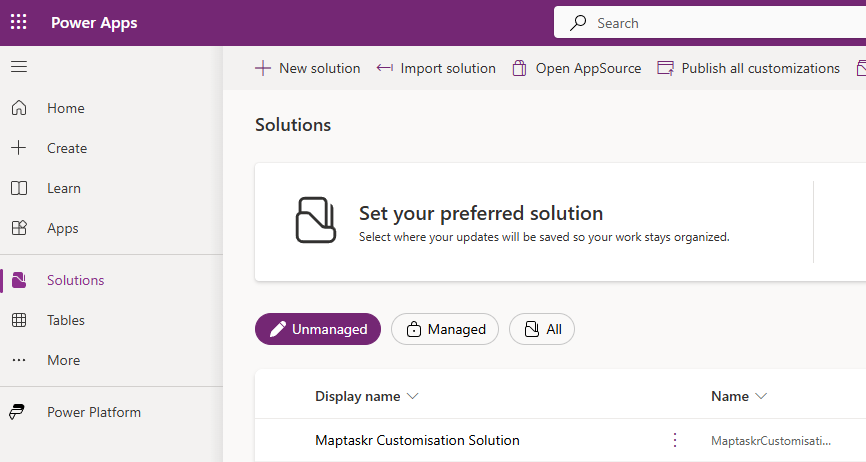 Power Apps
Search
New solution Import solution Open AppSource Publish all customizations
Home
Create
Learn
Apps
Solutions
Tables
More
Power Platform
Solutions
Set your preferred solution
Select where your updates will be saved so your work stays organized.
Unmanaged Managed All
Display name Name
Maptaskr Customisation Solution MaptaskrCustomisati...